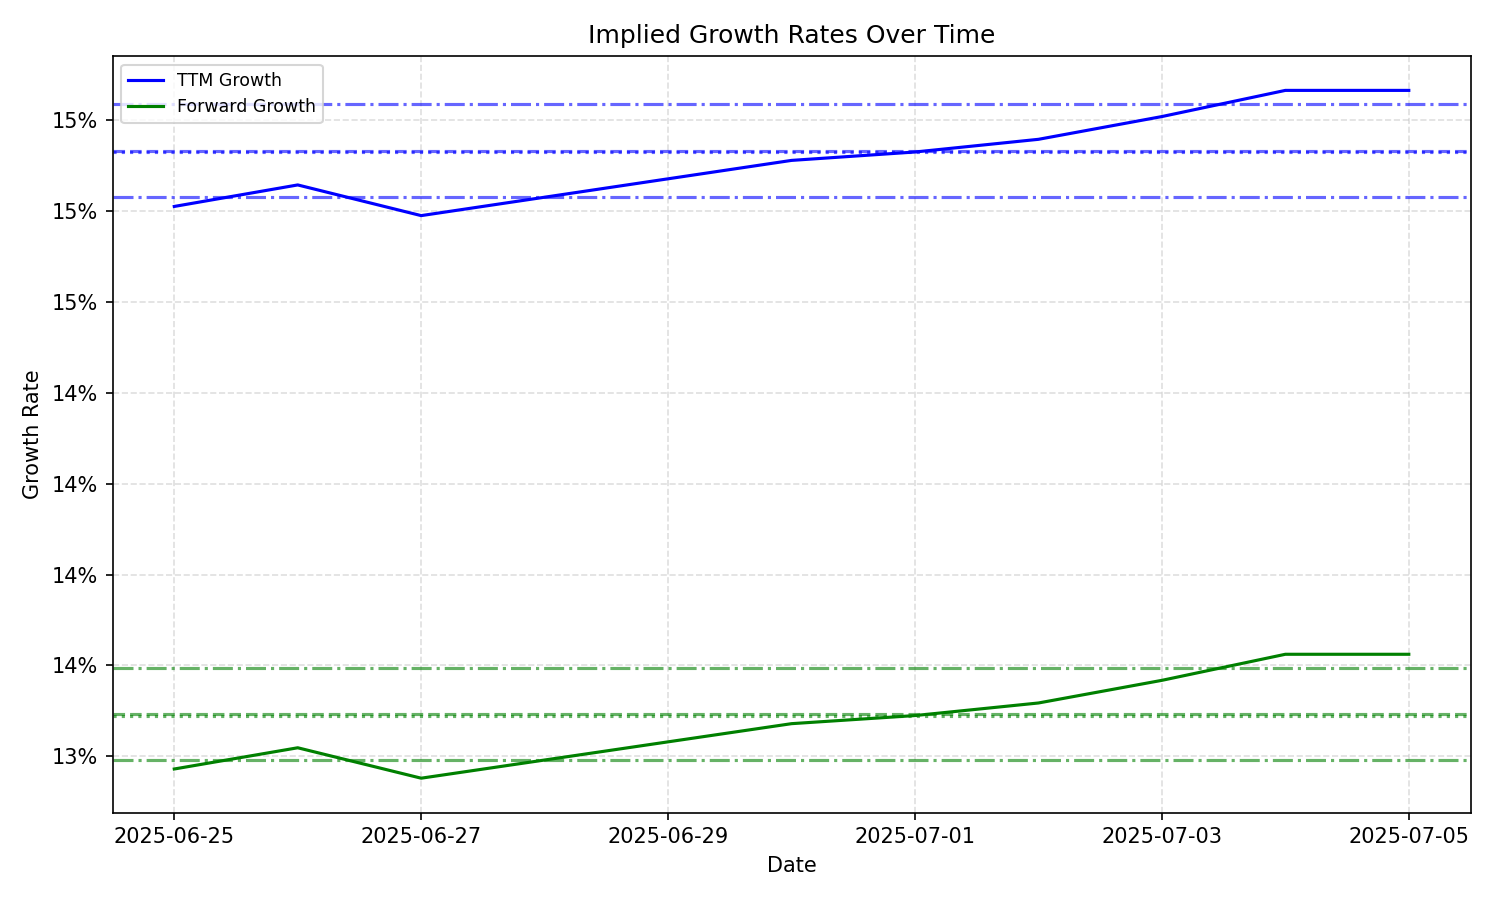 Implied Growth Rates Over Time
TTM Growth
Forward Growth
15%
15%
15%
14%
14%
14%
14%
13%
Growth Rate
2025-06-25
2025-06-27
2025-06-29
2025-07-01
2025-07-03
2025-07-05
Date